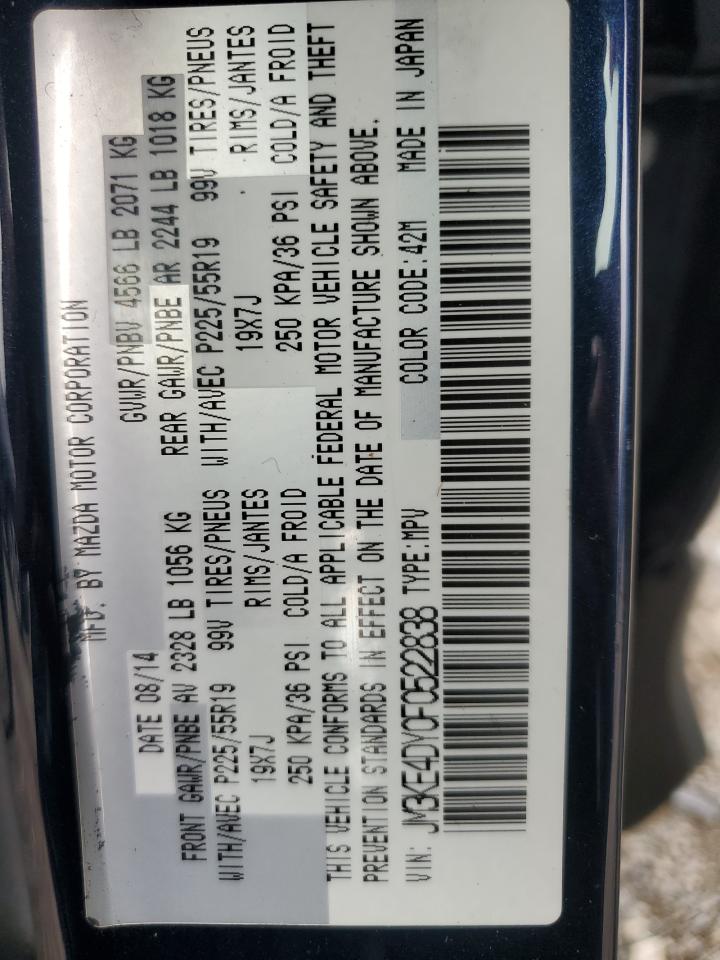 MFD. BY MAZDA MOTOR CORPORATION
DATE 08/14 GVWR/PNBV 4566 LB 2071 KG
FRONT GAWR/PNBE AV 2328 LB 1056 KG REAR GAWR/PNBE AR 2244 LB 1018 KG
WITH/AVEC P225/55R19 99V TIRES/PNEUS WITH/AVEC P225/55R19 99V TIRES/PNEUS
19X7J RIMS/JANTES 19X7J RIMS/JANTES
250 KPA/36 PSI COLD/A FROID 250 KPA/36 PSI COLD/A FROID
THIS VEHICLE CONFORMS TO ALL APPLICABLE FEDERAL MOTOR VEHICLE SAFETY AND THEFT
PREVENTION STANDARDS IN EFFECT ON THE DATE OF MANUFACTURE SHOWN ABOVE.
VIN: JM3KE4DY0F0522838 TYPE:MPV COLOR CODE:42M MADE IN JAPAN